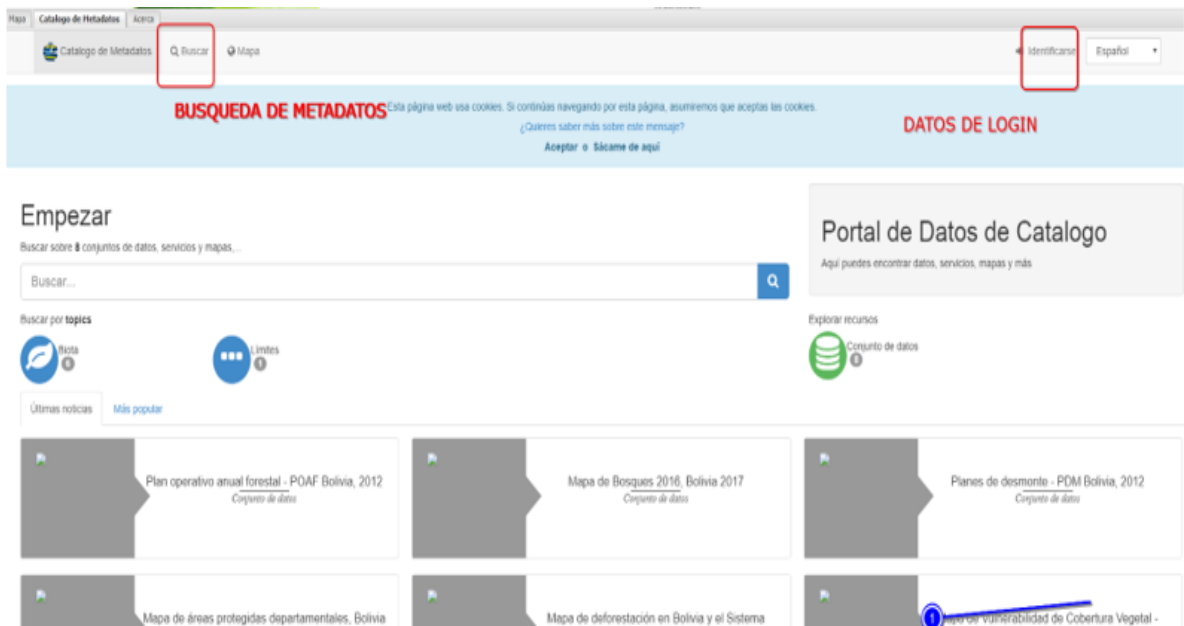 Mapa Catalogo de Metadatos Acerca
Catalogo de Metadatos Buscar Mapa Identificarse Español
BUSQUEDA DE METADATOS
Esta página web usa cookies. Si continúas navegando por esta página, asumiremos que aceptas las cookies.
¿Quieres saber más sobre este mensaje?
Aceptar o Sácame de aquí
DATOS DE LOGIN
Empezar
Buscar sobre 8 conjuntos de datos, servicios y mapas,...
Buscar...
Portal de Datos de Catalogo
Aquí puedes encontrar datos, servicios, mapas y más
Buscar por topics
Biota
Límites
1
Explorar recursos
Conjunto de datos
Últimas noticias Más popular
Plan operativo anual forestal - POAF Bolivia, 2012
Conjunto de datos
Mapa de Bosques 2016, Bolivia 2017
Conjunto de datos
Planes de desmonte - PDM Bolivia, 2012
Conjunto de datos
Mapa de áreas protegidas departamentales, Bolivia
Mapa de deforestación en Bolivia y el Sistema
1
de Vulnerabilidad de Cobertura Vegetal -